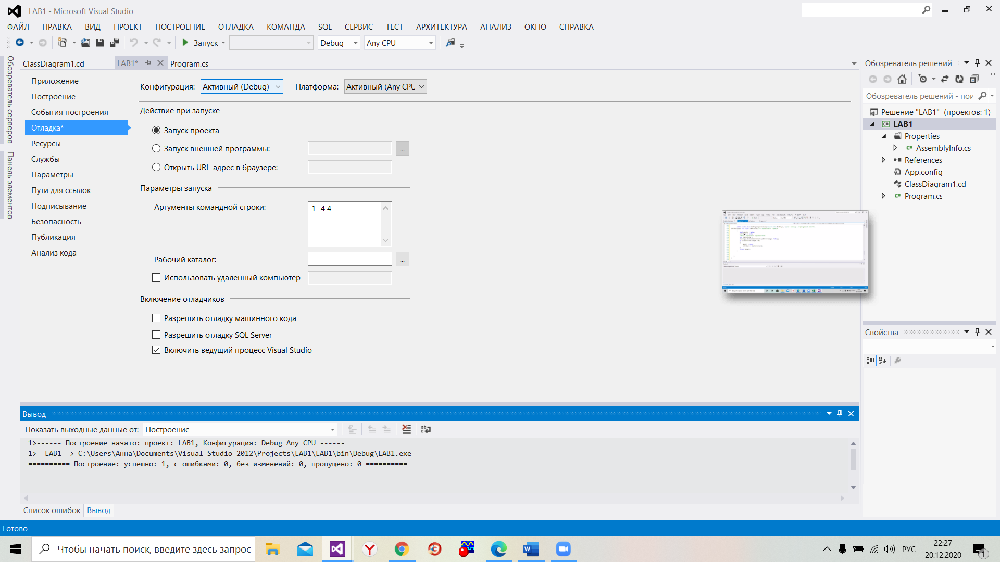 LAB1 - Microsoft Visual Studio
ФАЙЛ ПРАВКА ВИД ПРОЕКТ ПОСТРОЕНИЕ ОТЛАДКА КОМАНДА SQL СЕРВИС ТЕСТ АРХИТЕКТУРА АНАЛИЗ ОКНО СПРАВКА
Запуск Debug Any CPU
Обозреватель серверов
Панель элементов
ClassDiagram1.cd LAB1* Program.cs
Приложение
Построение
События построения
Отладка*
Ресурсы
Службы
Параметры
Пути для ссылок
Подписывание
Безопасность
Публикация
Анализ кода
Конфигурация: Активный (Debug) Платформа: Активный (Any CPU
Действие при запуске
Запуск проекта
Запуск внешней программы: ...
Открыть URL-адрес в браузере:
Параметры запуска
Аргументы командной строки: 1 -4 4
Рабочий каталог: ...
Использовать удаленный компьютер
Включение отладчиков
Разрешить отладку машинного кода
Разрешить отладку SQL Server
Включить ведущий процесс Visual Studio
Обозреватель решений
Обозреватель решений - пои
Решение "LAB1" (проектов: 1)
LAB1
Properties
AssemblyInfo.cs
References
App.config
ClassDiagram1.cd
Program.cs
Свойства
Вывод
Показать выходные данные от: Построение
1>------ Построение начато: проект: LAB1, Конфигурация: Debug Any CPU ------
1>  LAB1 -> C:\Users\Анна\Documents\Visual Studio 2012\Projects\LAB1\LAB1\bin\Debug\LAB1.exe
========== Построение: успешно: 1, с ошибками: 0, без изменений: 0, пропущено: 0 ==========
Список ошибок Вывод
Готово
Чтобы начать поиск, введите здесь запрос
РУС
22:27
20.12.2020
1